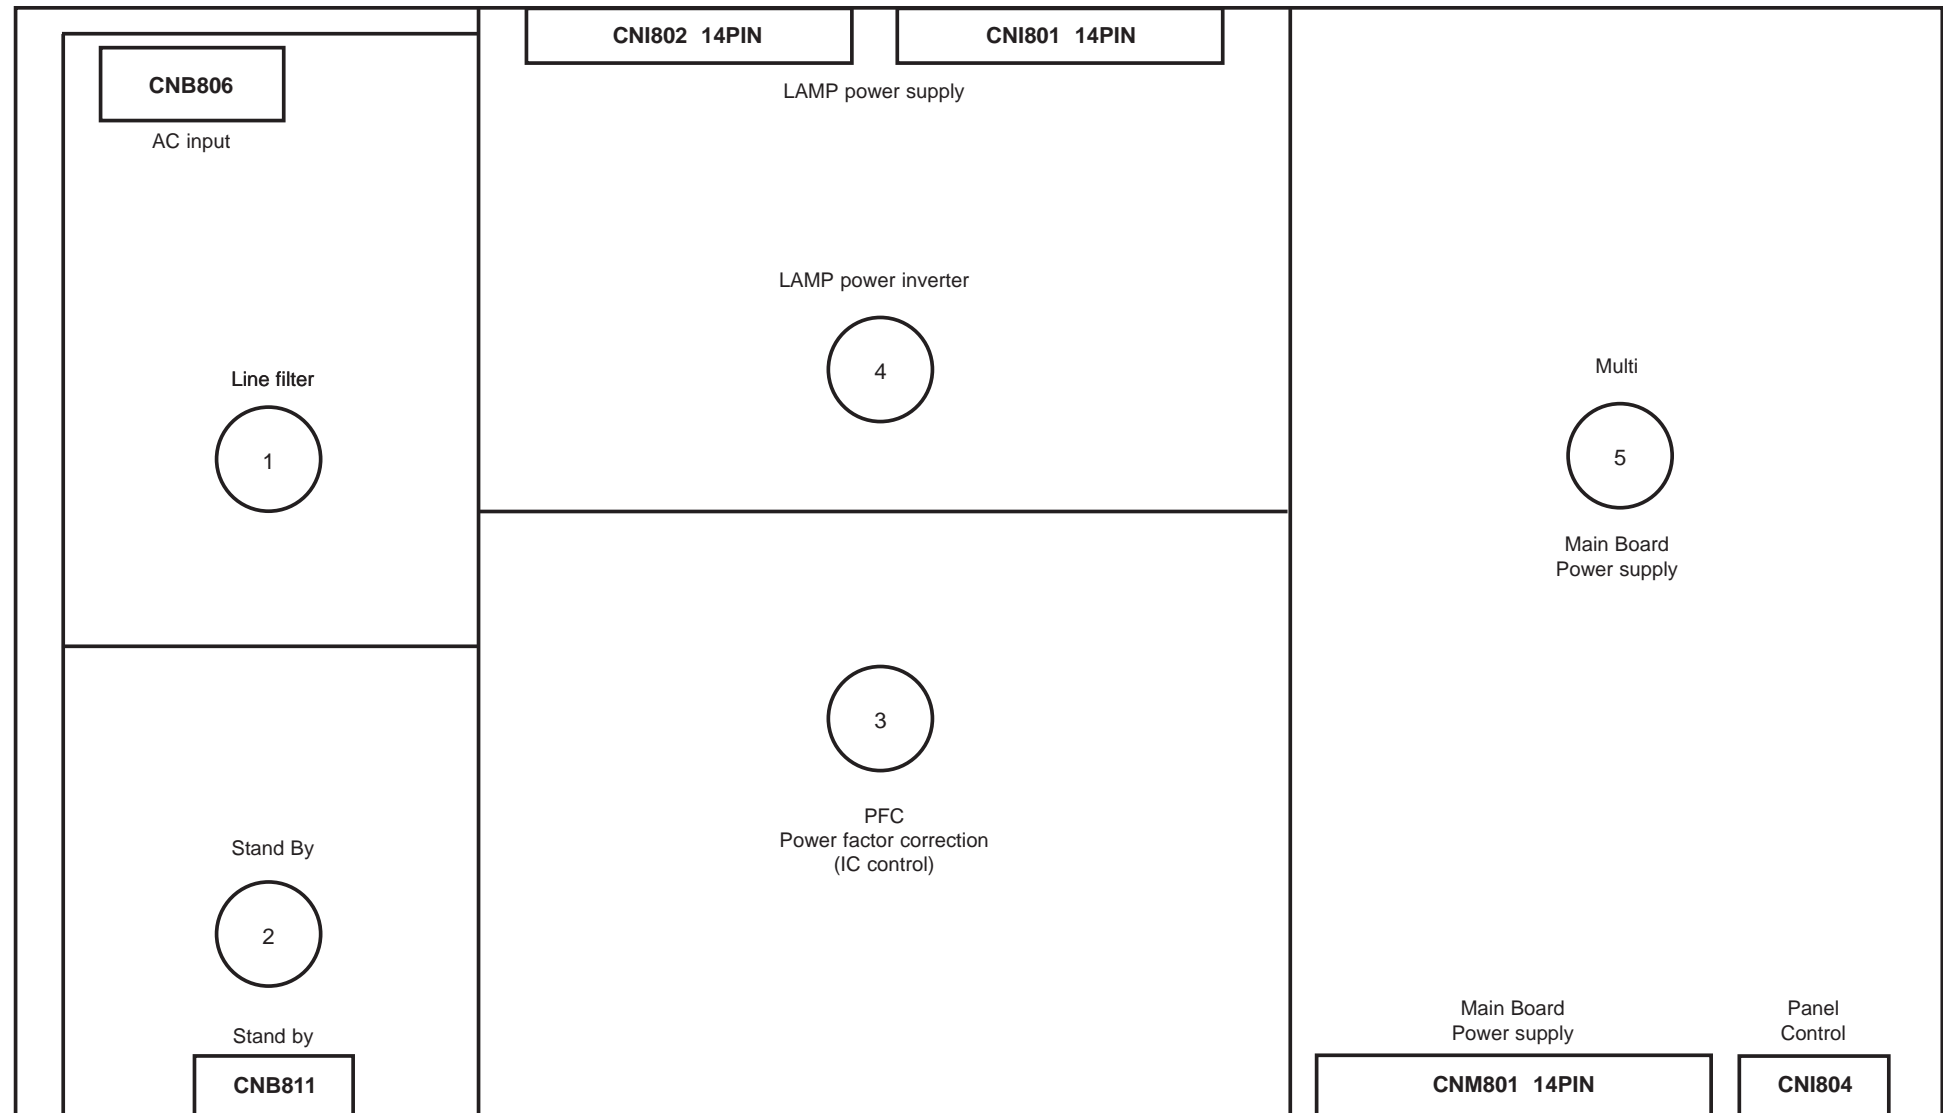 CNB806
AC input
Line filter
1
Stand By
2
Stand by
CNB811
CNI802 14PIN
CNI801 14PIN
LAMP power supply
LAMP power inverter
4
3
PFC
Power factor correction
(IC control)
Multi
5
Main Board
Power supply
Main Board
Power supply
CNM801 14PIN
Panel
Control
CNI804